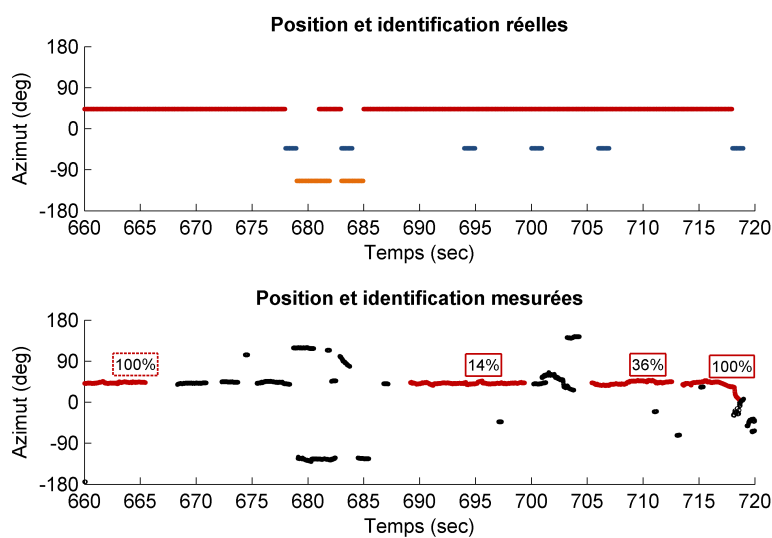 Position et identification réelles
180
90
0
-90
-180
Azimut (deg)
660 665 670 675 680 685 690 695 700 705 710 715 720
Temps (sec)
Position et identification mesurées
180
90
0
-90
-180
Azimut (deg)
100% 14% 36% 100%
660 665 670 675 680 685 690 695 700 705 710 715 720
Temps (sec)